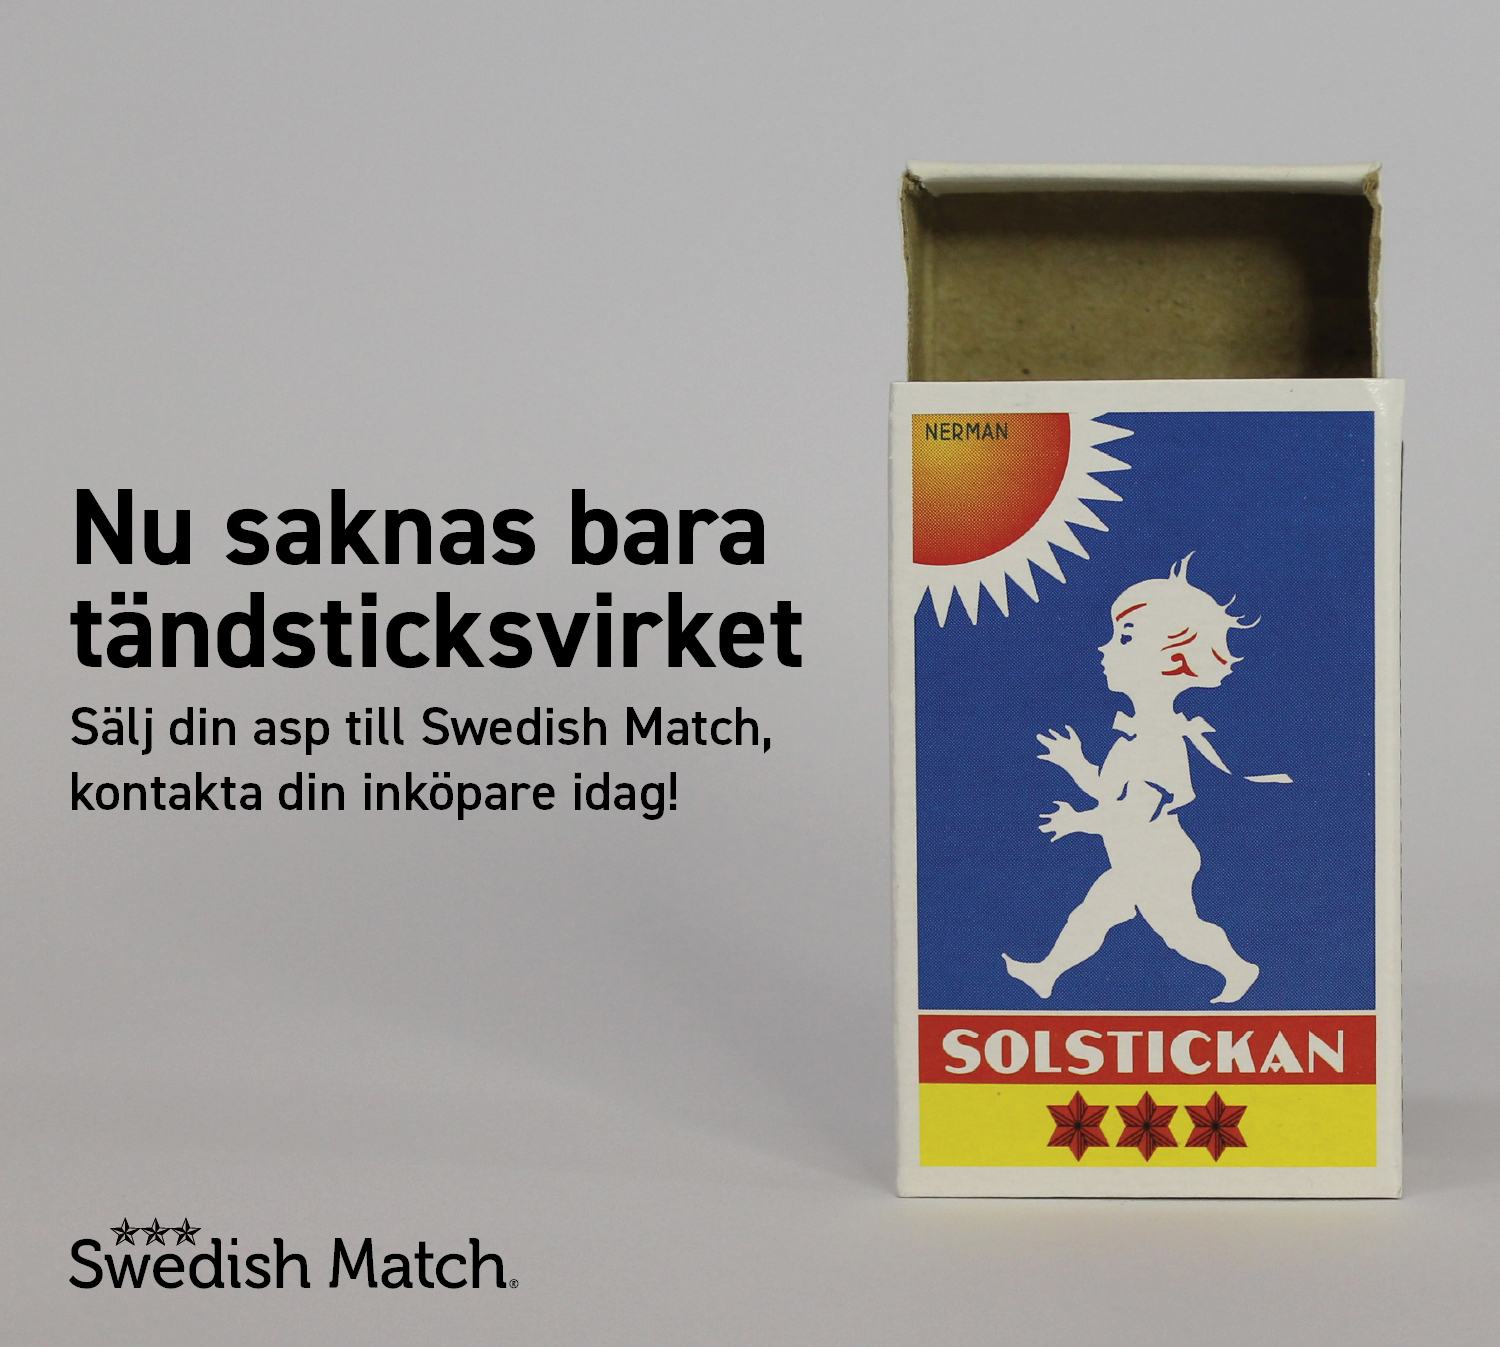 Nu saknas bara
tändsticksvirket
Sälj din asp till Swedish Match,
kontakta din inköpare idag!
NERMAN
SOLSTICKAN
Swedish Match®